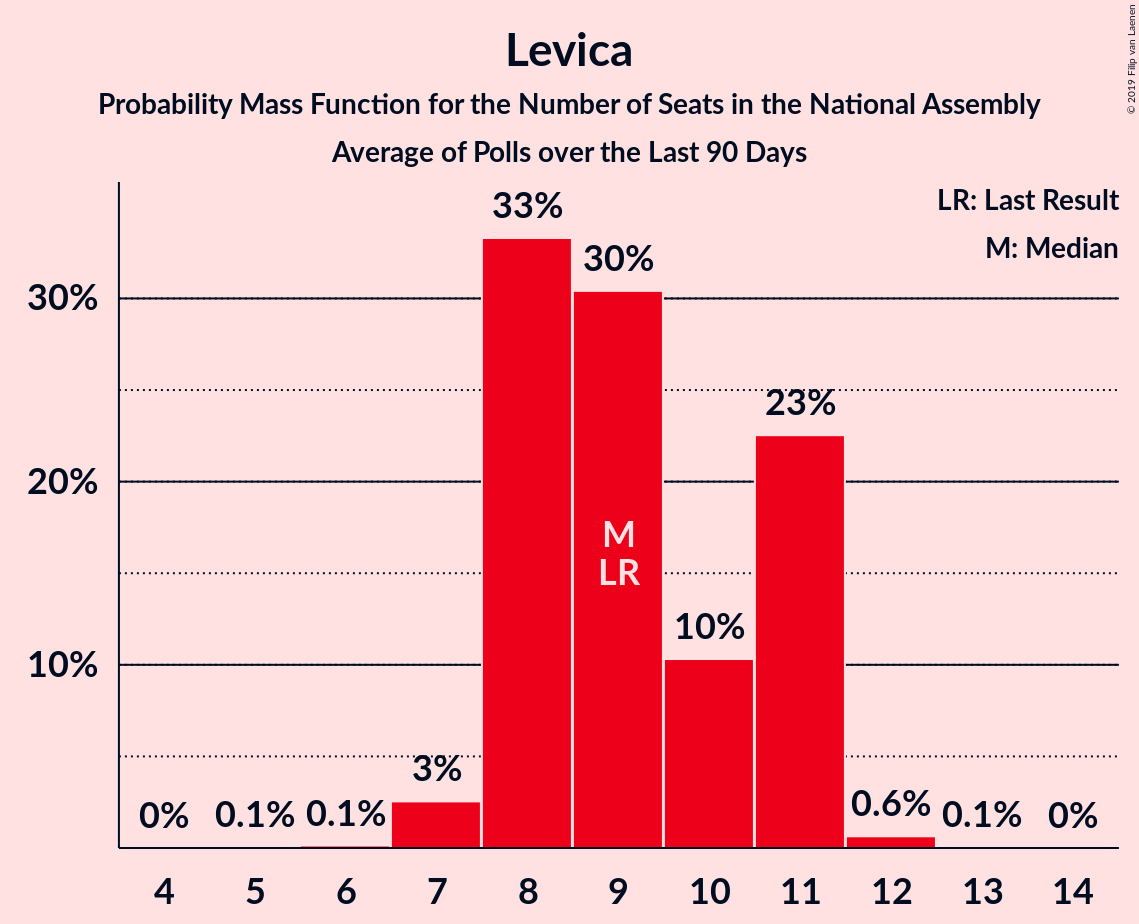 Levica
Probability Mass Function for the Number of Seats in the National Assembly
Average of Polls over the Last 90 Days
© 2019 Filip van Laenen
LR: Last Result
M: Median
33%
30%
30%
23%
20%
M
LR
10%
10%
3%
0%
0.1%
0.1%
0.6%
0.1%
0%
4 5 6 7 8 9 10 11 12 13 14